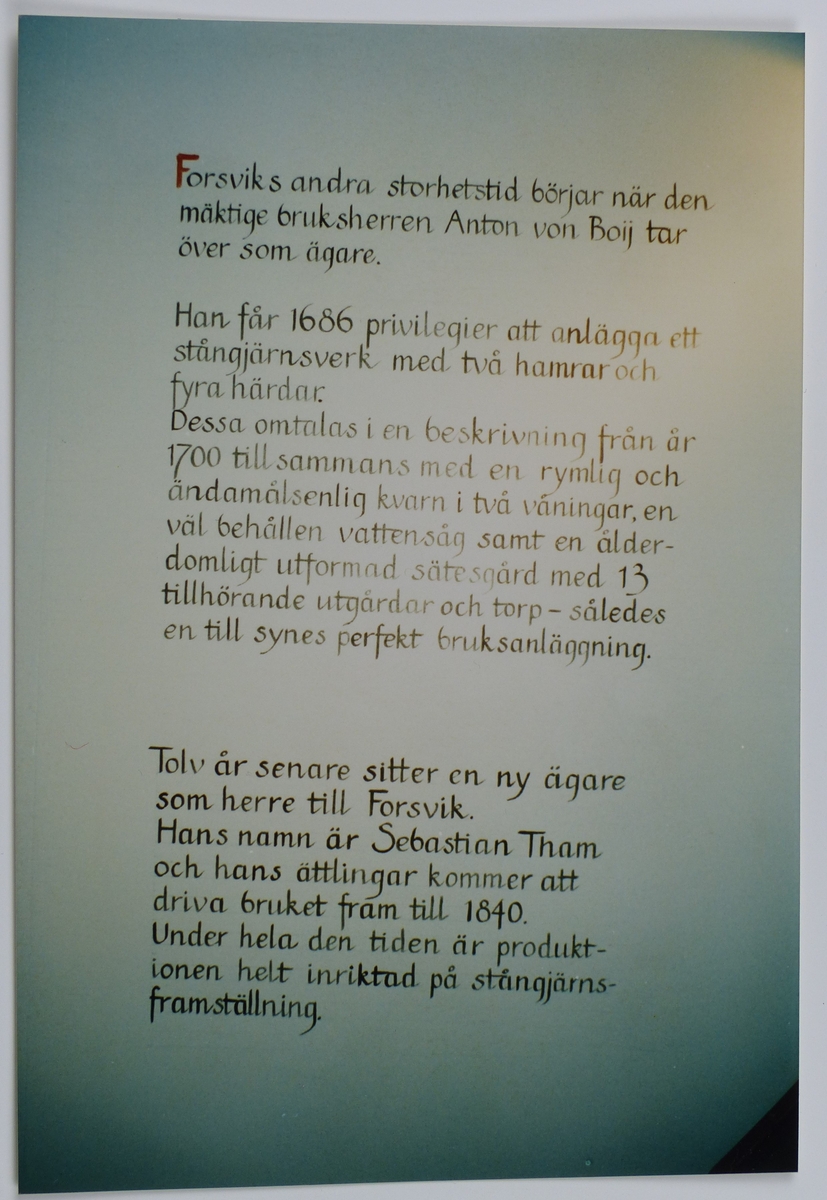 Forsviks andra storhetstid börjar när den
mäktige bruksherren Anton von Boij tar
över som ägare.
Han får 1686 privilegier att anlägga ett
stångjärnsverk med två hamrar och
fyra härdar.
Dessa omtalas i en beskrivning från år
1700 tillsammans med en rymlig och
ändamålsenlig kvarn i två våningar, en
väl behållen vattensåg samt en ålder-
domligt utformad sätesgård med 13
tillhörande utgårdar och torp – således
en till synes perfekt bruksanläggning.
Tolv år senare sitter en ny ägare
som herre till Forsvik.
Hans namn är Sebastian Tham
och hans ättlingar kommer att
driva bruket fram till 1840.
Under hela den tiden är produkt-
ionen helt inriktad på stångjärns-
framställning.